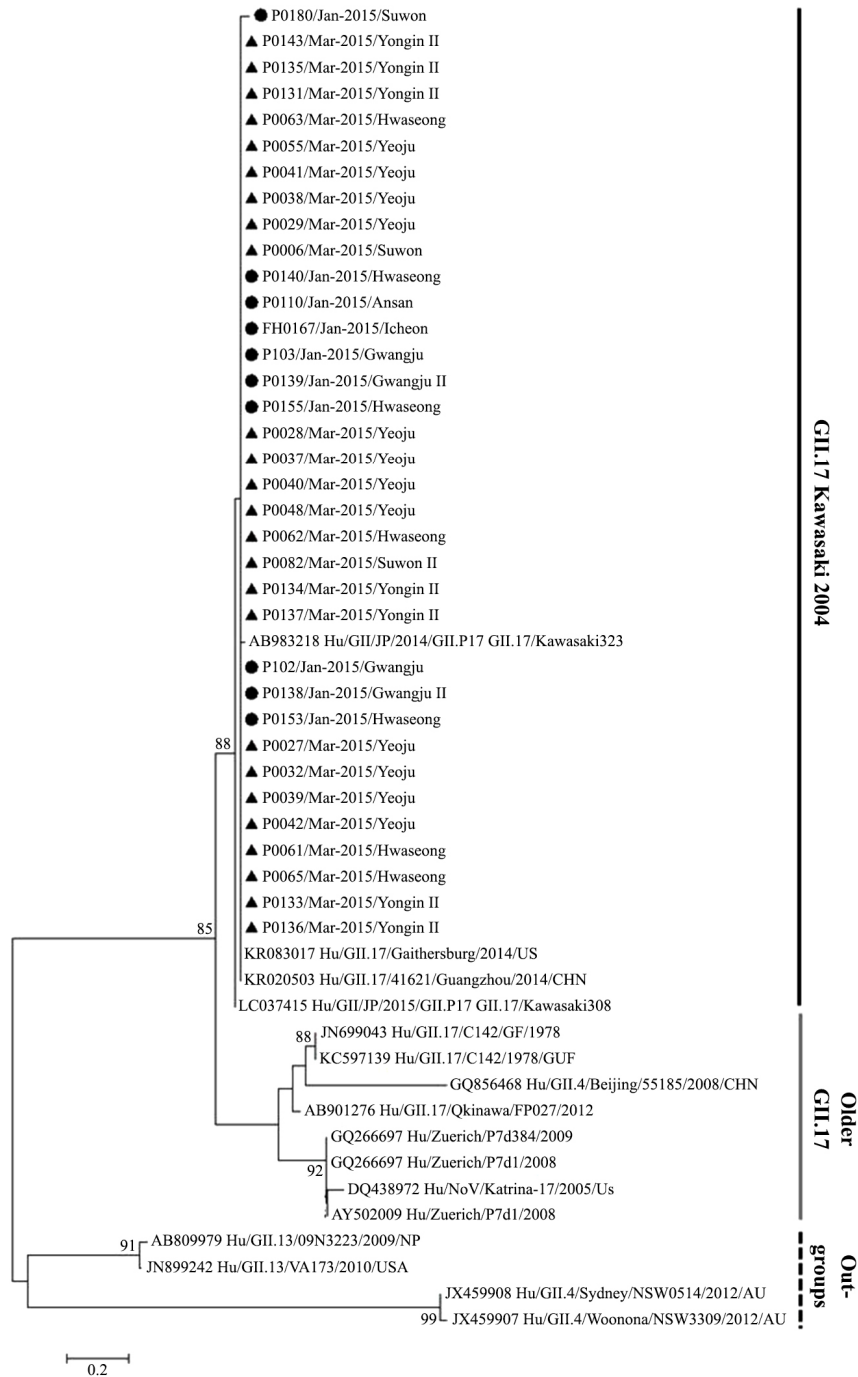 P0180/Jan-2015/Suwon
P0143/Mar-2015/Yongin II
P0135/Mar-2015/Yongin II
P0131/Mar-2015/Yongin II
P0063/Mar-2015/Hwaseong
P0055/Mar-2015/Yeoju
P0041/Mar-2015/Yeoju
P0038/Mar-2015/Yeoju
P0029/Mar-2015/Yeoju
P0006/Mar-2015/Suwon
P0140/Jan-2015/Hwaseong
P0110/Jan-2015/Ansan
FH0167/Jan-2015/Icheon
P103/Jan-2015/Gwangju
P0139/Jan-2015/Gwangju II
P0155/Jan-2015/Hwaseong
P0028/Mar-2015/Yeoju
P0037/Mar-2015/Yeoju
P0040/Mar-2015/Yeoju
P0048/Mar-2015/Yeoju
P0062/Mar-2015/Hwaseong
P0082/Mar-2015/Suwon II
P0134/Mar-2015/Yongin II
P0137/Mar-2015/Yongin II
AB983218 Hu/GII/JP/2014/GII.P17 GII.17/Kawasaki323
P102/Jan-2015/Gwangju
P0138/Jan-2015/Gwangju II
P0153/Jan-2015/Hwaseong
P0027/Mar-2015/Yeoju
P0032/Mar-2015/Yeoju
P0039/Mar-2015/Yeoju
P0042/Mar-2015/Yeoju
P0061/Mar-2015/Hwaseong
P0065/Mar-2015/Hwaseong
P0133/Mar-2015/Yongin II
P0136/Mar-2015/Yongin II
KR083017 Hu/GII.17/Gaithersburg/2014/US
KR020503 Hu/GII.17/41621/Guangzhou/2014/CHN
LC037415 Hu/GII/JP/2015/GII.P17 GII.17/Kawasaki308
JN699043 Hu/GII.17/C142/GF/1978
KC597139 Hu/GII.17/C142/1978/GUF
GQ856468 Hu/GII.4/Beijing/55185/2008/CHN
AB901276 Hu/GII.17/Qkinawa/FP027/2012
GQ266697 Hu/Zuerich/P7d384/2009
GQ266697 Hu/Zuerich/P7d1/2008
DQ438972 Hu/NoV/Katrina-17/2005/Us
AY502009 Hu/Zuerich/P7d1/2008
AB809979 Hu/GII.13/09N3223/2009/NP
JN899242 Hu/GII.13/VA173/2010/USA
JX459908 Hu/GII.4/Sydney/NSW0514/2012/AU
JX459907 Hu/GII.4/Woonona/NSW3309/2012/AU
88
85
88
92
91
99
0.2
GII.17 Kawasaki 2004
Older
GII.17
Out-
groups